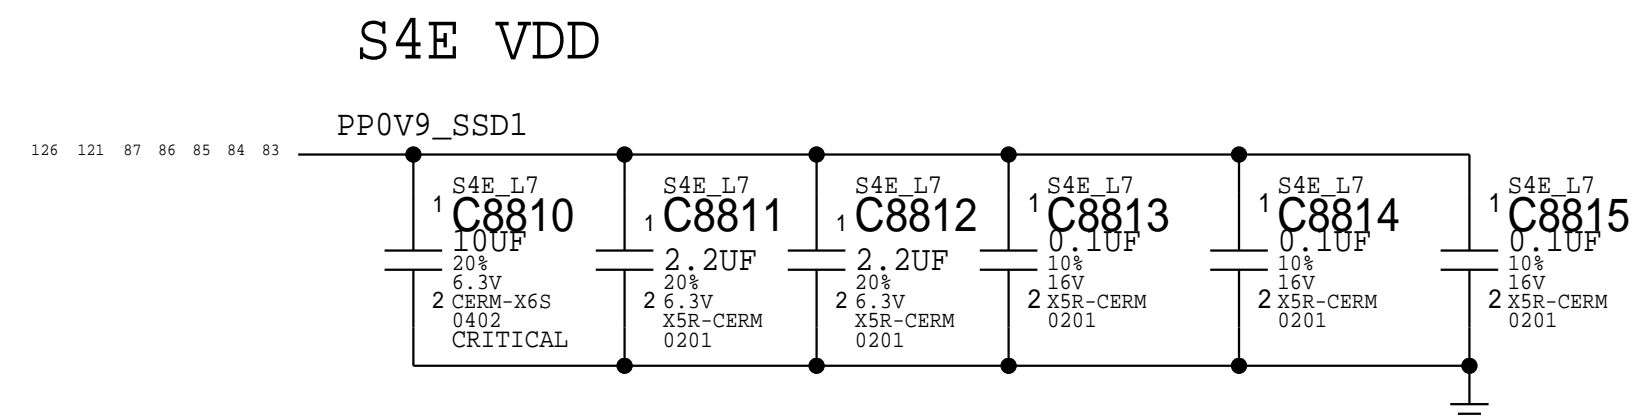 S4E VDD
PP0V9_SSD1
126 121 87 86 85 84 83
S4E_L7
1
C8810
10UF
20%
6.3V
2
CERM-X6S
0402
CRITICAL
S4E_L7
1
C8811
2.2UF
20%
2
6.3V
X5R-CERM
0201
S4E_L7
1
C8812
2.2UF
20%
2
6.3V
X5R-CERM
0201
S4E_L7
1
C8813
0.1UF
10%
16V
2
X5R-CERM
0201
S4E_L7
1
C8814
0.1UF
10%
16V
2
X5R-CERM
0201
S4E_L7
1
C8815
0.1UF
10%
16V
2
X5R-CERM
0201